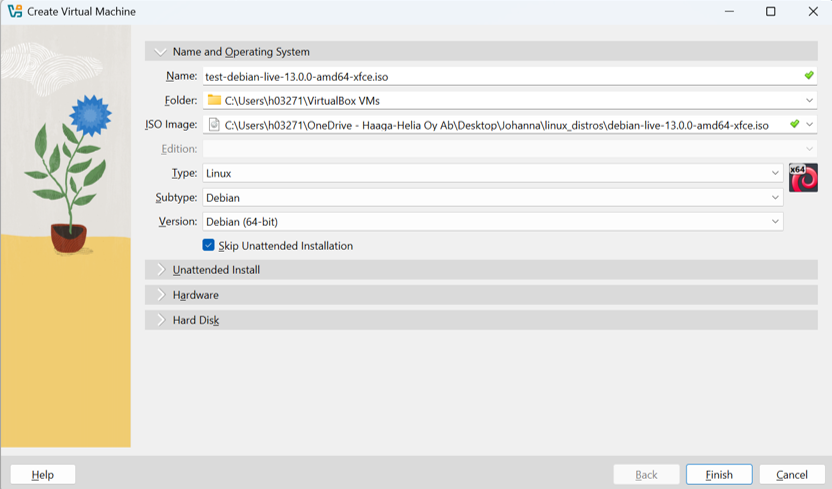 Create Virtual Machine
Name and Operating System
Name: test-debian-live-13.0.0-amd64-xfce.iso
Folder: C:\Users\h03271\VirtualBox VMs
ISO Image: C:\Users\h03271\OneDrive - Haaga-Helia Oy Ab\Desktop\Johanna\linux_distros\debian-live-13.0.0-amd64-xfce.iso
Edition:
Type: Linux
x64
Subtype: Debian
Version: Debian (64-bit)
Skip Unattended Installation
Unattended Install
Hardware
Hard Disk
Help Back Finish Cancel